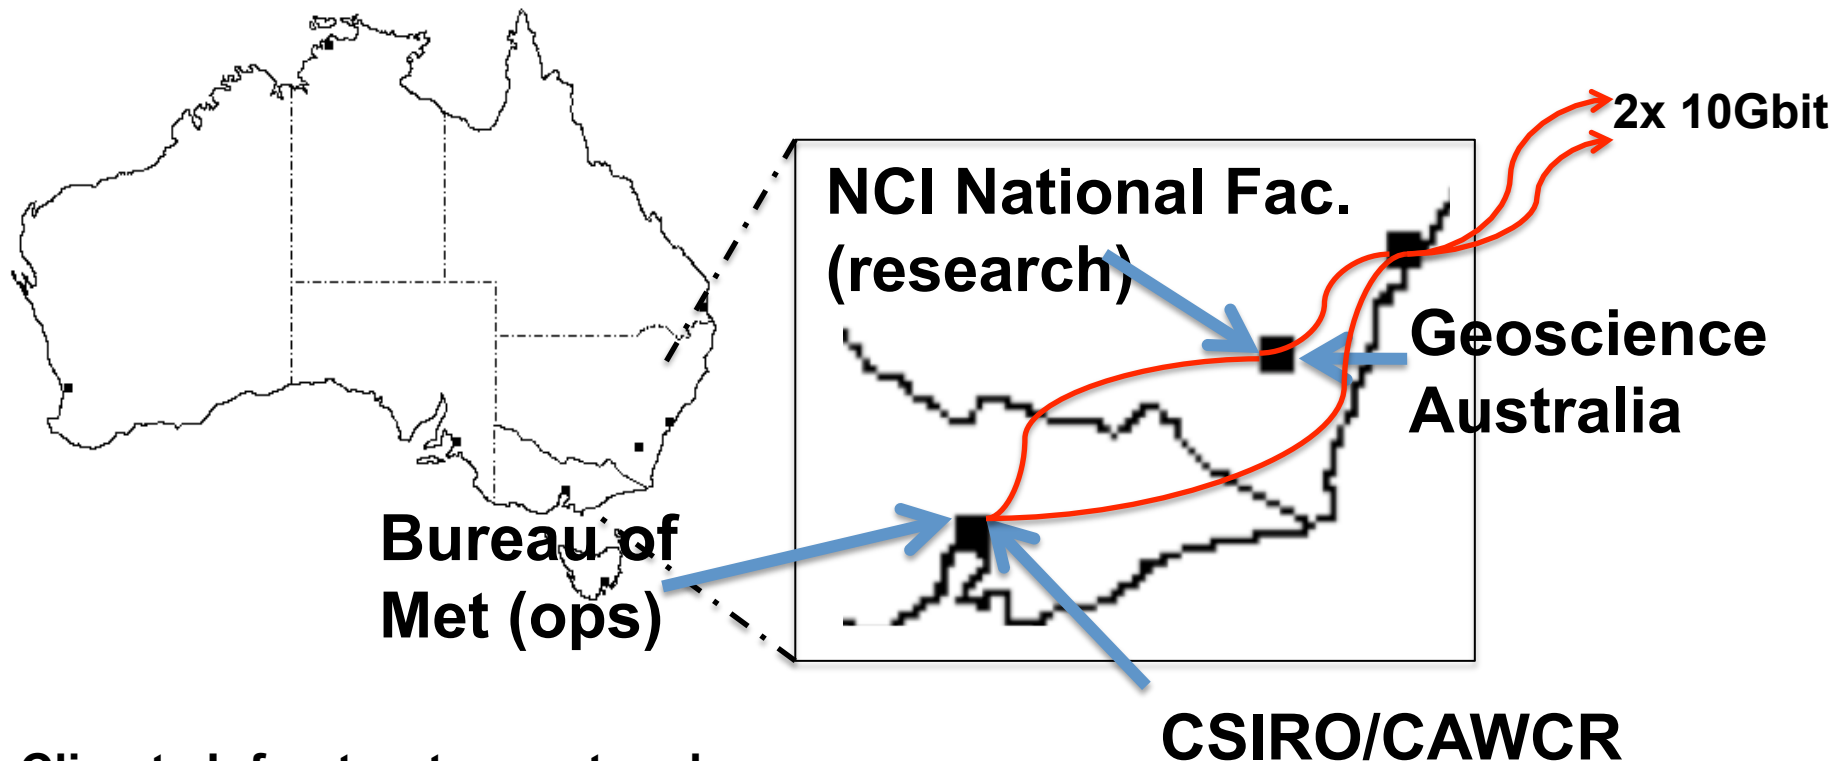 2x 10Gbit
NCI National Fac.
(research)
Geoscience
Australia
Bureau of
Met (ops)
CSIRO/CAWCR